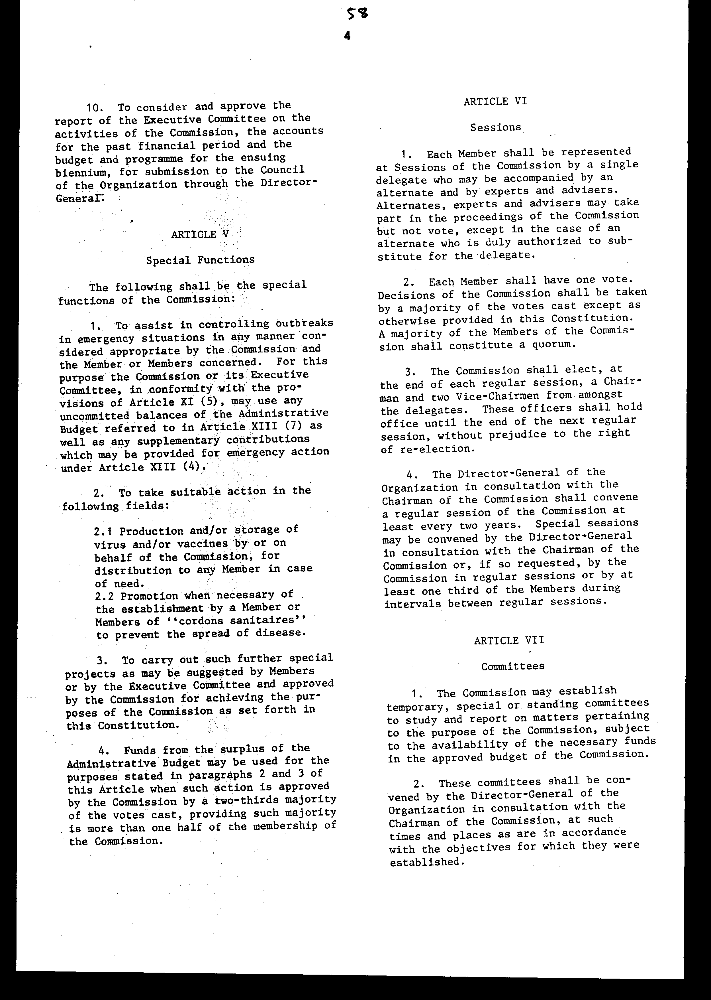 58
4
10. To consider and approve the
report of the Executive Committee on the
activities of the Commission, the accounts
for the past financial period and the
budget and programme for the ensuing
biennium, for submission to the Council
of the Organization through the Director-
General.
ARTICLE V
Special Functions
The following shall be the special
functions of the Commission:
1. To assist in controlling outbreaks
in emergency situations in any manner con-
sidered appropriate by the Commission and
the Member or Members concerned. For this
purpose the Commission or its Executive
Committee, in conformity with the pro-
visions of Article XI (5), may use any
uncommitted balances of the Administrative
Budget referred to in Article XIII (7) as
well as any supplementary contributions
which may be provided for emergency action
under Article XIII (4).
2. To take suitable action in the
following fields:
2.1 Production and/or storage of
virus and/or vaccines by or on
behalf of the Commission, for
distribution to any Member in case
of need.
2.2 Promotion when necessary of
the establishment by a Member or
Members of ‘‘cordons sanitaires’’
to prevent the spread of disease.
3. To carry out such further special
projects as may be suggested by Members
or by the Executive Committee and approved
by the Commission for achieving the pur-
poses of the Commission as set forth in
this Constitution.
4. Funds from the surplus of the
Administrative Budget may be used for the
purposes stated in paragraphs 2 and 3 of
this Article when such action is approved
by the Commission by a two-thirds majority
of the votes cast, providing such majority
is more than one half of the membership of
the Commission.
ARTICLE VI
Sessions
1. Each Member shall be represented
at Sessions of the Commission by a single
delegate who may be accompanied by an
alternate and by experts and advisers.
Alternates, experts and advisers may take
part in the proceedings of the Commission
but not vote, except in the case of an
alternate who is duly authorized to sub-
stitute for the delegate.
2. Each Member shall have one vote.
Decisions of the Commission shall be taken
by a majority of the votes cast except as
otherwise provided in this Constitution.
A majority of the Members of the Commis-
sion shall constitute a quorum.
3. The Commission shall elect, at
the end of each regular session, a Chair-
man and two Vice-Chairmen from amongst
the delegates. These officers shall hold
office until the end of the next regular
session, without prejudice to the right
of re-election.
4. The Director-General of the
Organization in consultation with the
Chairman of the Commission shall convene
a regular session of the Commission at
least every two years. Special sessions
may be convened by the Director-General
in consultation with the Chairman of the
Commission or, if so requested, by the
Commission in regular sessions or by at
least one third of the Members during
intervals between regular sessions.
ARTICLE VII
Committees
1. The Commission may establish
temporary, special or standing committees
to study and report on matters pertaining
to the purpose of the Commission, subject
to the availability of the necessary funds
in the approved budget of the Commission.
2. These committees shall be con-
vened by the Director-General of the
Organization in consultation with the
Chairman of the Commission, at such
times and places as are in accordance
with the objectives for which they were
established.